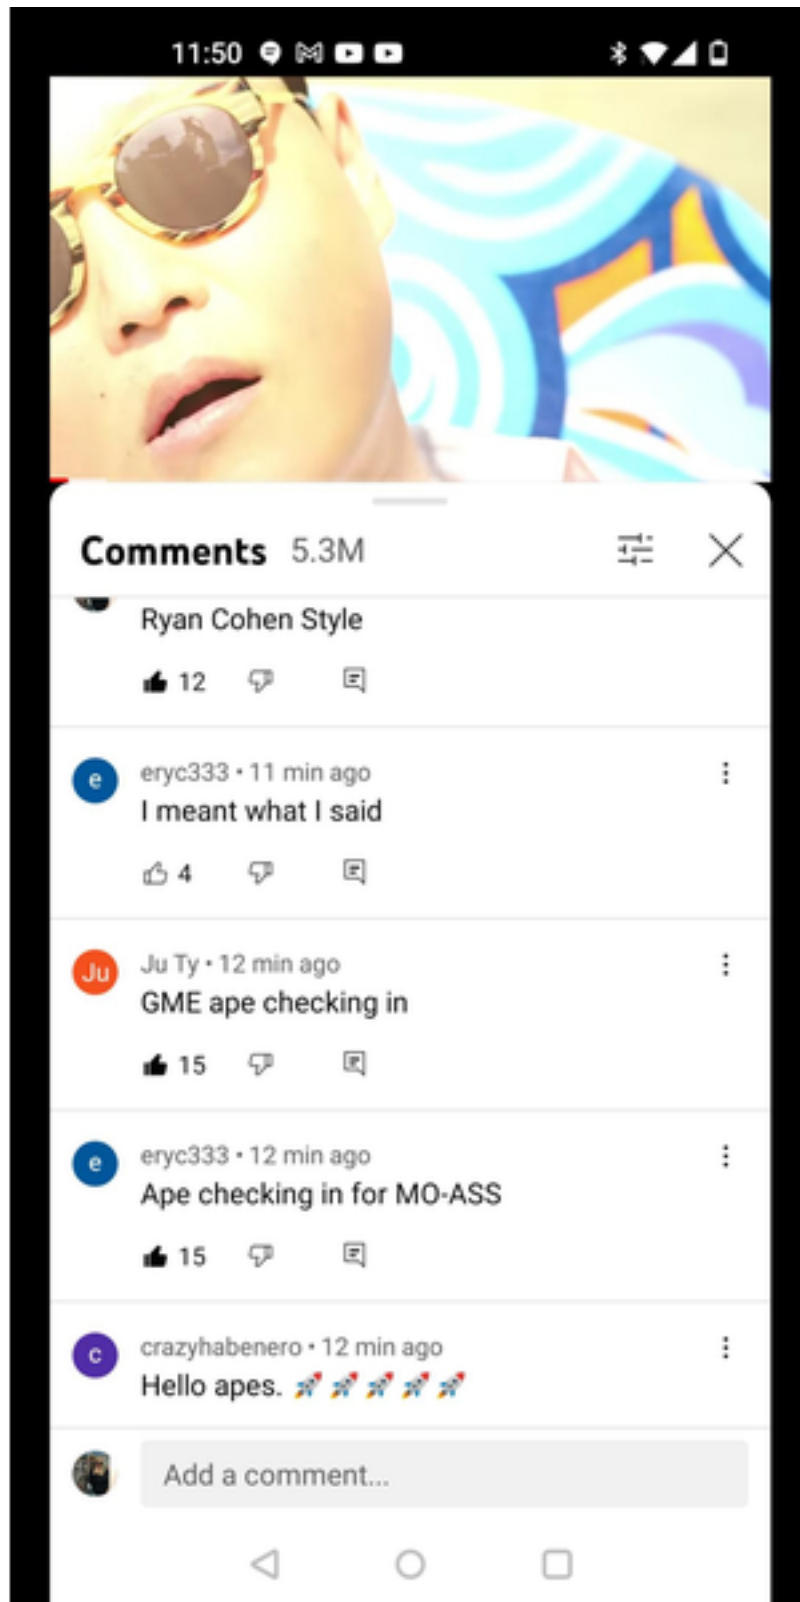 11:50
Comments 5.3M
Ryan Cohen Style
12
e eryc333 • 11 min ago
I meant what I said
4
Ju Ju Ty • 12 min ago
GME ape checking in
15
e eryc333 • 12 min ago
Ape checking in for MO-ASS
15
c crazyhabenero • 12 min ago
Hello apes. 🚀🚀🚀🚀🚀
Add a comment...